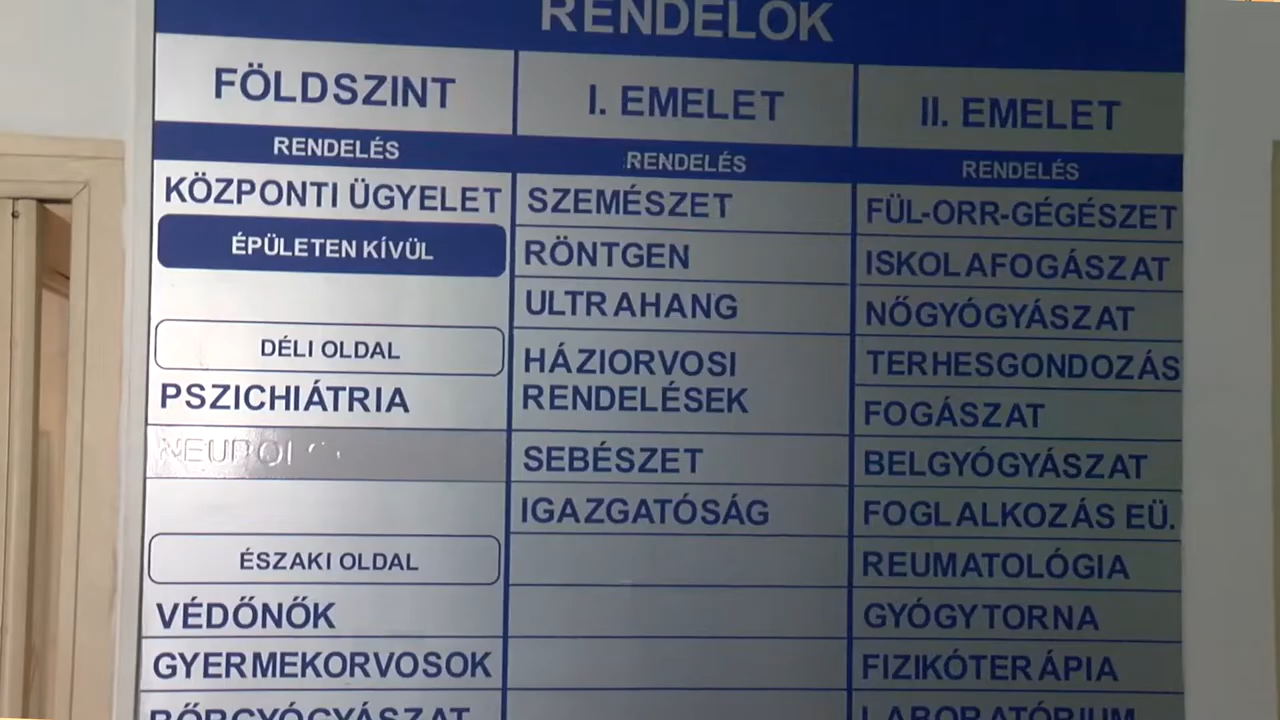 RENDELŐK
FÖLDSZINT
RENDELÉS
KÖZPONTI ÜGYELET
ÉPÜLETEN KÍVÜL
DÉLI OLDAL
PSZICHIÁTRIA
ÉSZAKI OLDAL
VÉDŐNŐK
GYERMEKORVOSOK
BŐRGYÓGYÁSZAT
I. EMELET
RENDELÉS
SZEMÉSZET
RÖNTGEN
ULTRAHANG
HÁZIORVOSI
RENDELÉSEK
SEBÉSZET
IGAZGATÓSÁG
II. EMELET
RENDELÉS
FÜL-ORR-GÉGÉSZET
ISKOLAFOGÁSZAT
NŐGYÓGYÁSZAT
TERHESGONDOZÁS
FOGÁSZAT
BELGYÓGYÁSZAT
FOGLALKOZÁS EÜ.
REUMATOLÓGIA
GYÓGYTORNA
FIZIKÓTERÁPIA
LABORATÓRIUM